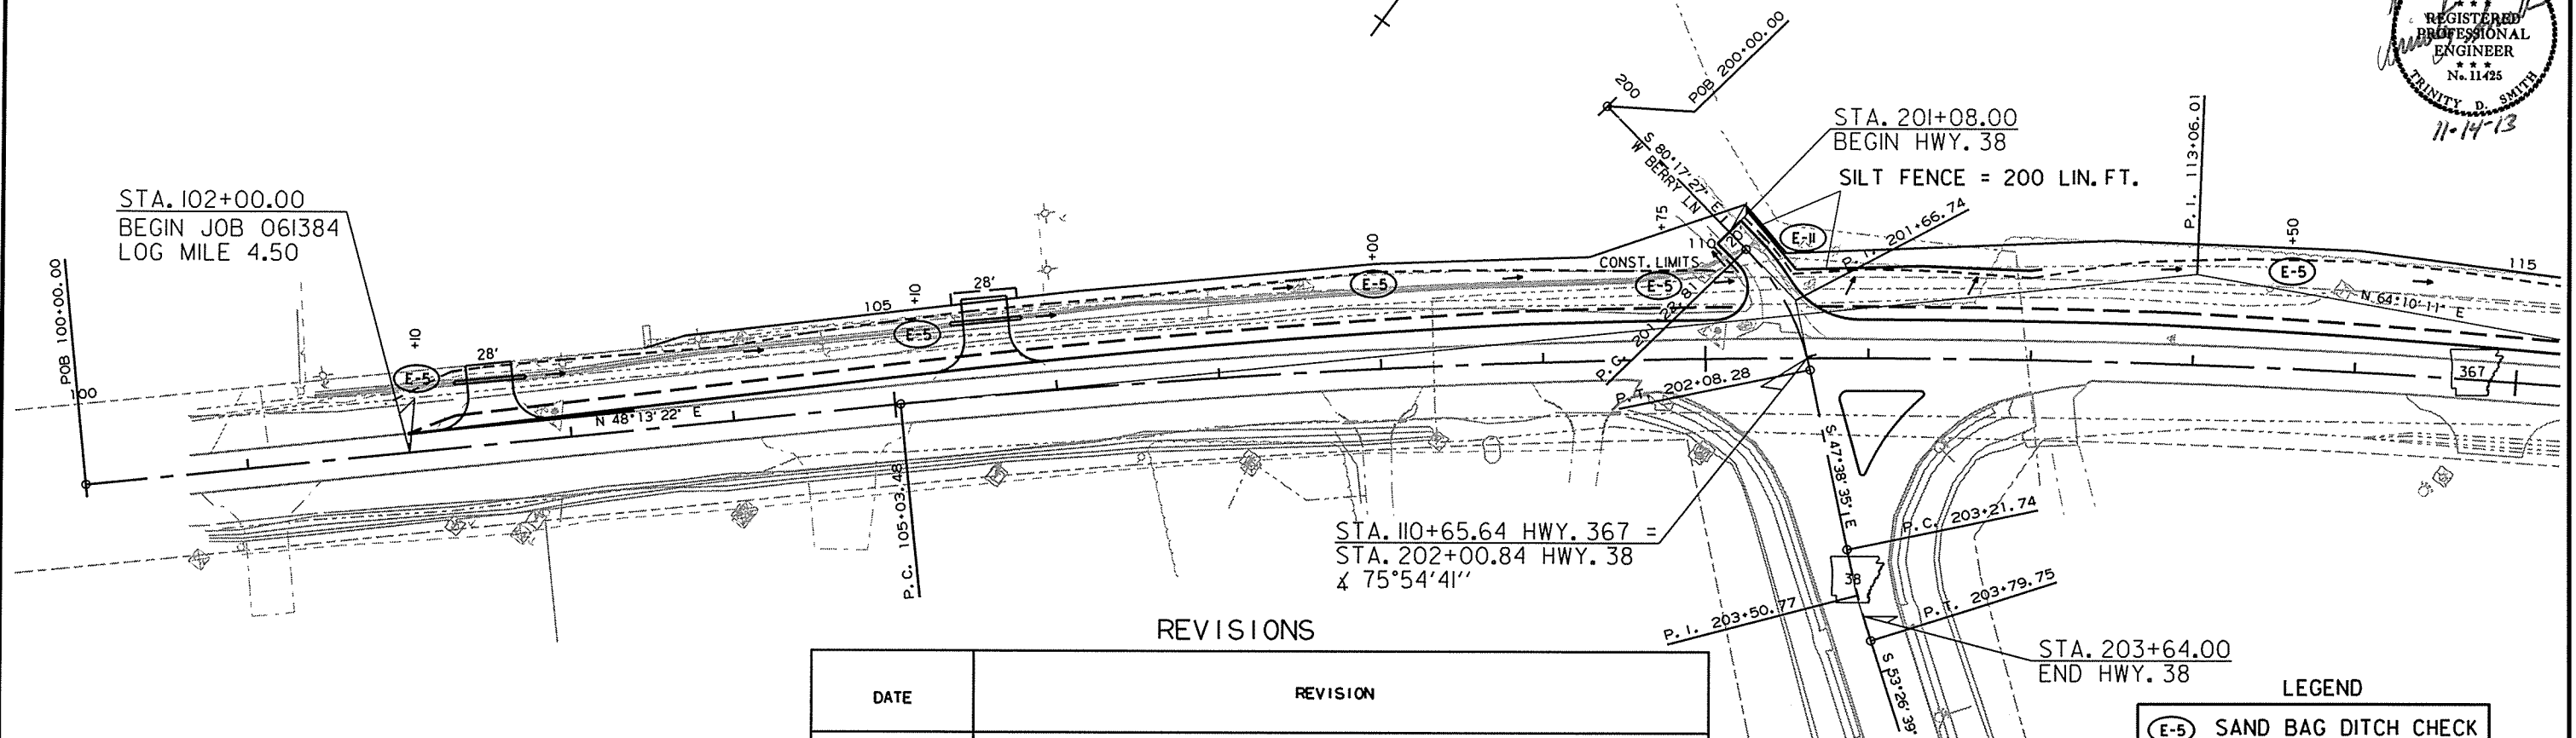 REGISTERED
PROFESSIONAL
ENGINEER
No. 11425
TRINITY D. SMITH
11-14-13
POB 200+00.00
200
STA. 201+08.00
BEGIN HWY. 38
SILT FENCE = 200 LIN. FT.
S 80°17'27" E
W BERRY LN
P. I. 201+66.74
P. I. 113+06.01
STA. 102+00.00
BEGIN JOB 061384
LOG MILE 4.50
POB 100+00.00
100
+10
E-5
28'
N 48°13'22" E
105
+10
E-5
28'
P.C. 105+03.48
+00
E-5
CONST. LIMITS
+75
E-5
110
20'
E-11
+50
E-5
115
N 64°10'11" E
367
P.T. 202+08.28
STA. 110+65.64 HWY. 367 =
STA. 202+00.84 HWY. 38
∡ 75°54'41''
S 47°38'35" E
P.C. 203+21.74
38
P. I. 203+50.77
P.T. 203+79.75
S 53°26'39"
STA. 203+64.00
END HWY. 38
REVISIONS
DATE
REVISION
LEGEND
E-5 SAND BAG DITCH CHECK